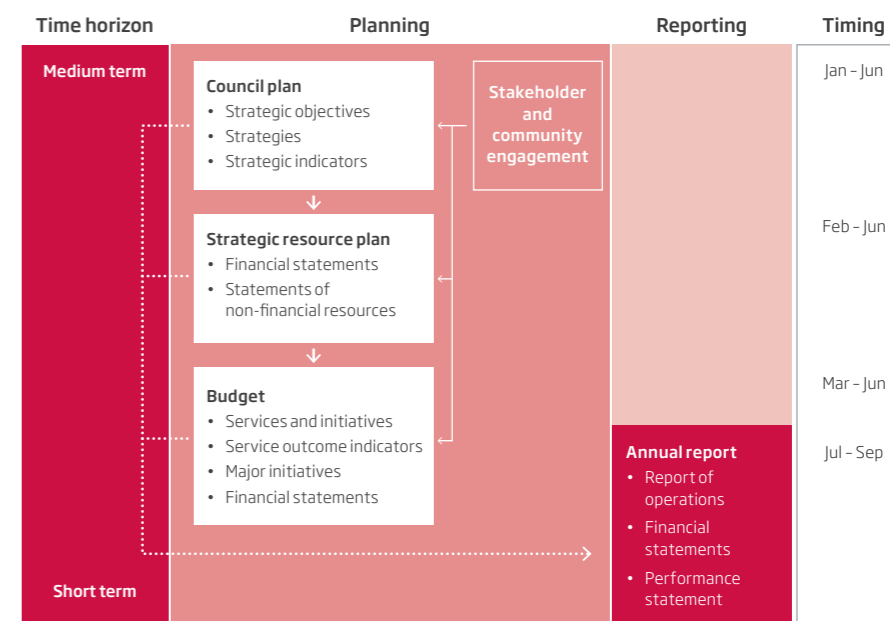 Time horizon
Planning
Reporting
Timing
Medium term
Council plan
• Strategic objectives
• Strategies
• Strategic indicators
Stakeholder
and
community
engagement
Jan – Jun
Strategic resource plan
• Financial statements
• Statements of
non-financial resources
Feb – Jun
Budget
• Services and initiatives
• Service outcome indicators
• Major initiatives
• Financial statements
Mar – Jun
Annual report
• Report of
operations
• Financial
statements
• Performance
statement
Jul – Sep
Short term